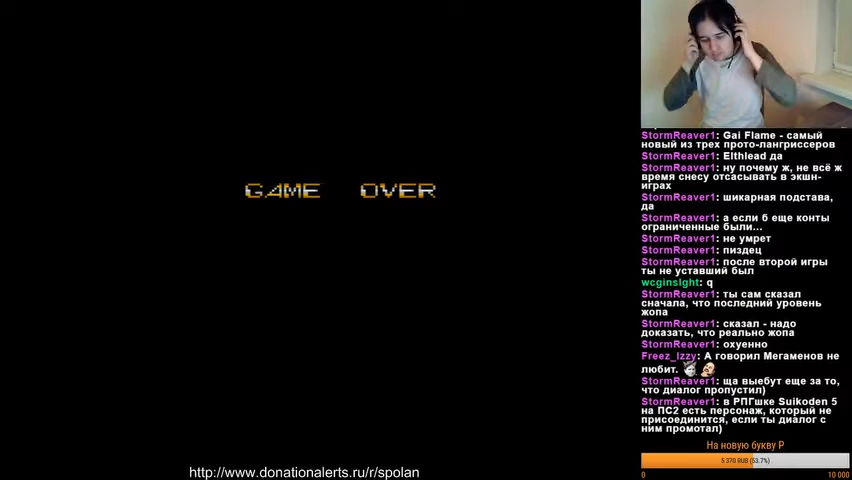 GAME OVER
StormReaver1: Gai Flame - самый
новый из трех прото-лангриссеров
StormReaver1: Elthlead да
StormReaver1: ну почему ж, не всё ж
время снесу отсасывать в экшн-
играх
StormReaver1: шикарная подстава,
да
StormReaver1: а если б еще конты
ограниченные были...
StormReaver1: не умрет
StormReaver1: пиздец
StormReaver1: после второй игры
ты не уставший был
wcginsight: q
StormReaver1: ты сам сказал
сначала, что последний уровень
жопа
StormReaver1: сказал - надо
доказать, что реально жопа
StormReaver1: охуенно
Freez_Izzy: А говорил Мегаменов не
любит.
StormReaver1: ща выебут еще за то,
что диалог пропустил)
StormReaver1: в РПГшке Suikoden 5
на ПС2 есть персонаж, который не
присоединится, если ты диалог с
ним промотал)
На новую букву Р
5 370 RUB (53.7%)
0 10 000
http://www.donationalerts.ru/r/spolan